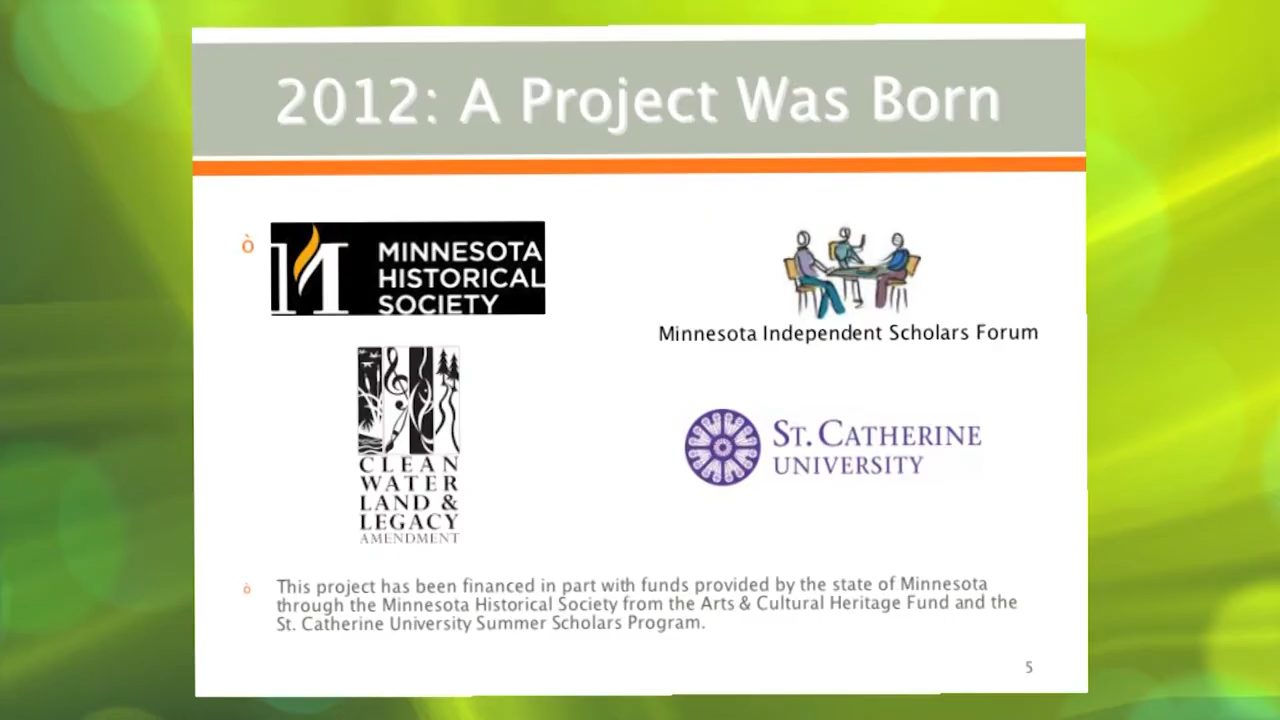 2012: A Project Was Born
ò
MINNESOTA
HISTORICAL
SOCIETY
Minnesota Independent Scholars Forum
CLEAN
WATER
LAND &
LEGACY
AMENDMENT
ST. CATHERINE
UNIVERSITY
ò This project has been financed in part with funds provided by the state of Minnesota
through the Minnesota Historical Society from the Arts & Cultural Heritage Fund and the
St. Catherine University Summer Scholars Program.
5